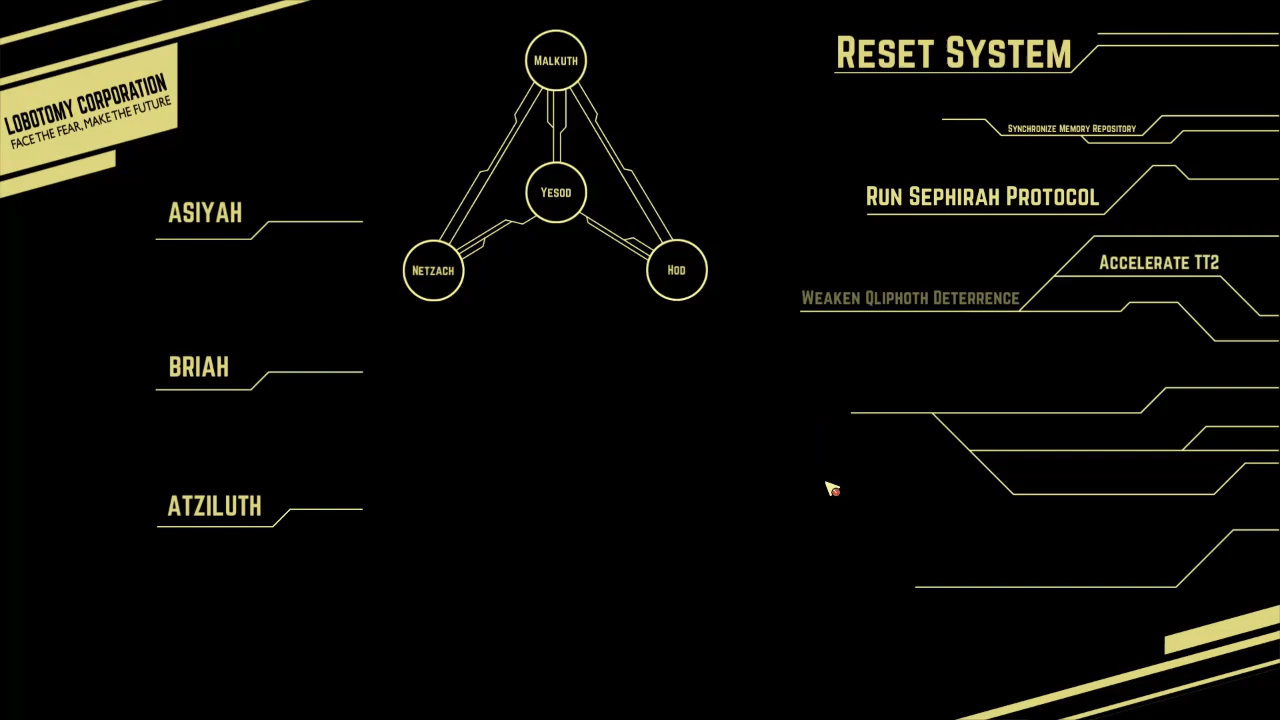 LOBOTOMY CORPORATION
FACE THE FEAR, MAKE THE FUTURE
ASIYAH
BRIAH
ATZILUTH
MALKUTH
YESOD
NETZACH
HOD
RESET SYSTEM
SYNCHRONIZE MEMORY REPOSITORY
RUN SEPHIRAH PROTOCOL
ACCELERATE TT2
WEAKEN QLIPHOTH DETERRENCE